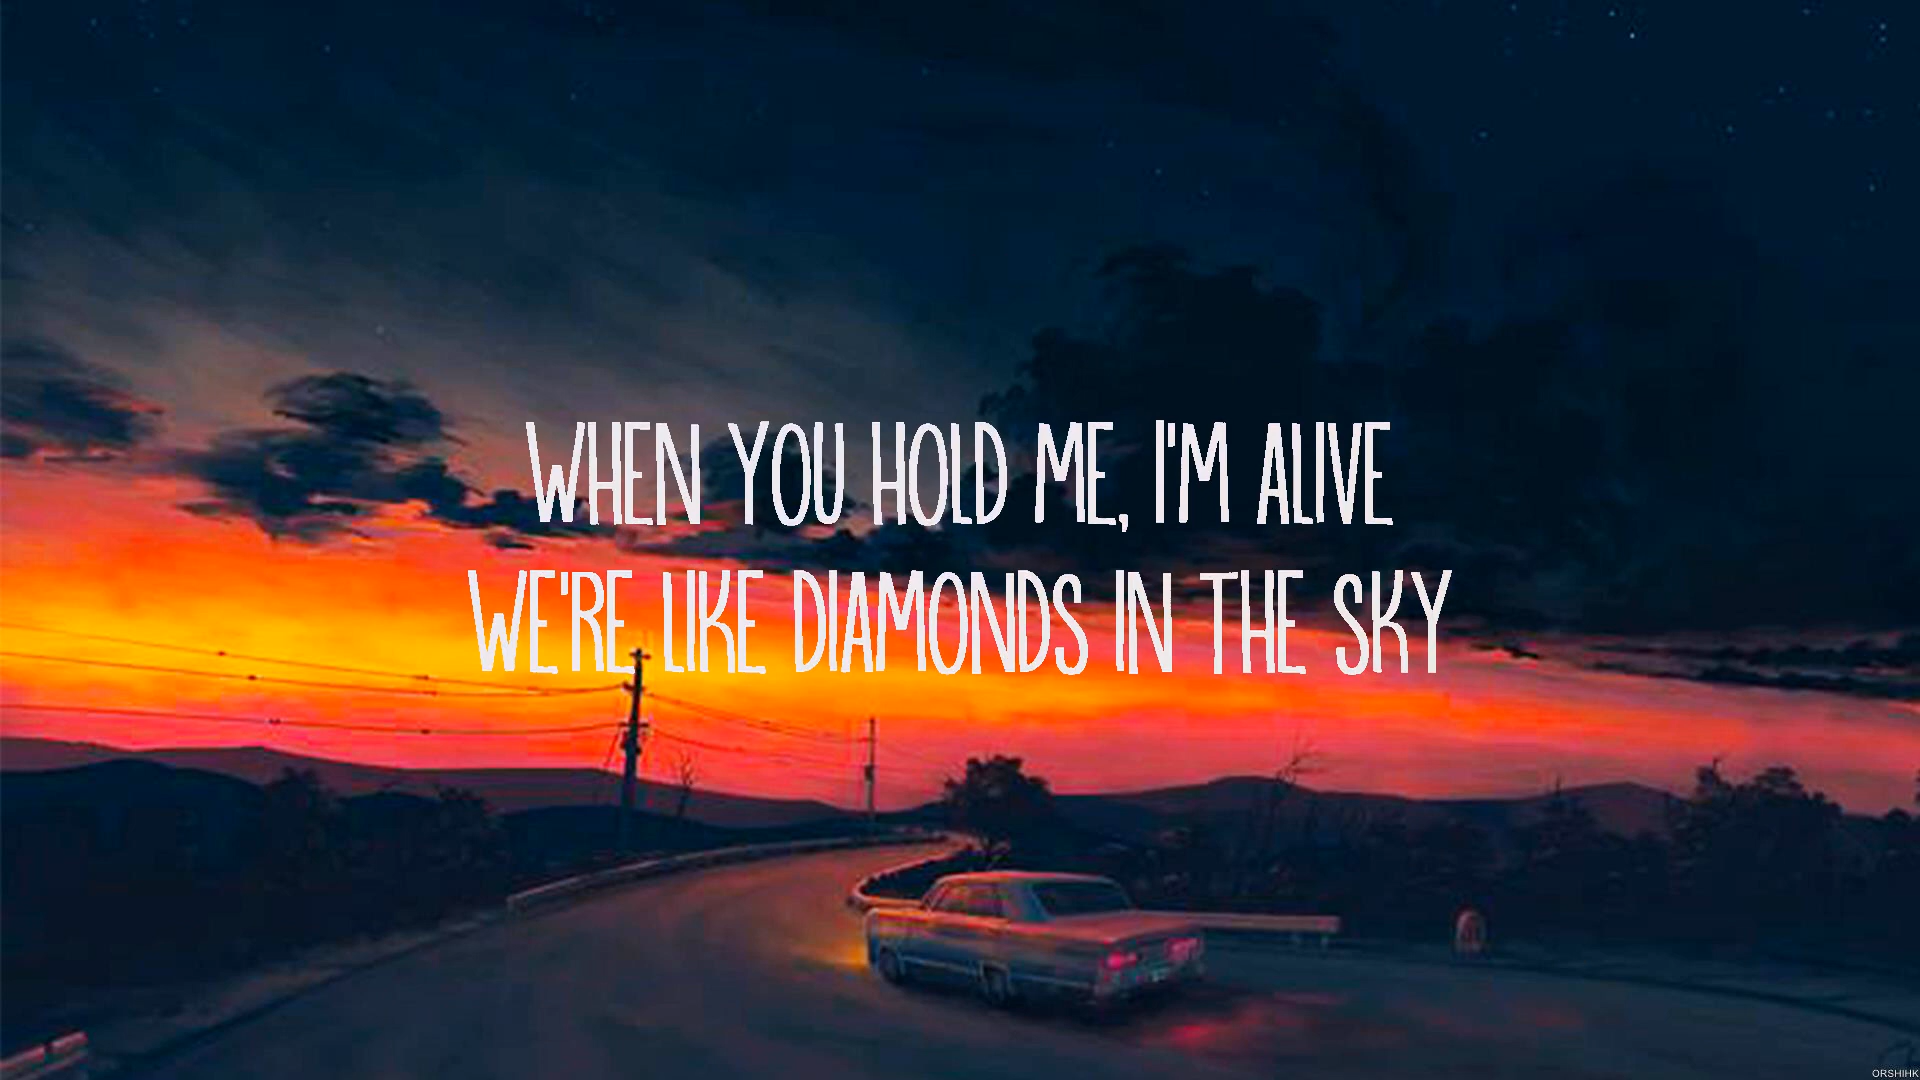 WHEN YOU HOLD ME, I'M ALIVE
WE'RE LIKE DIAMONDS IN THE SKY
ORSHIHK